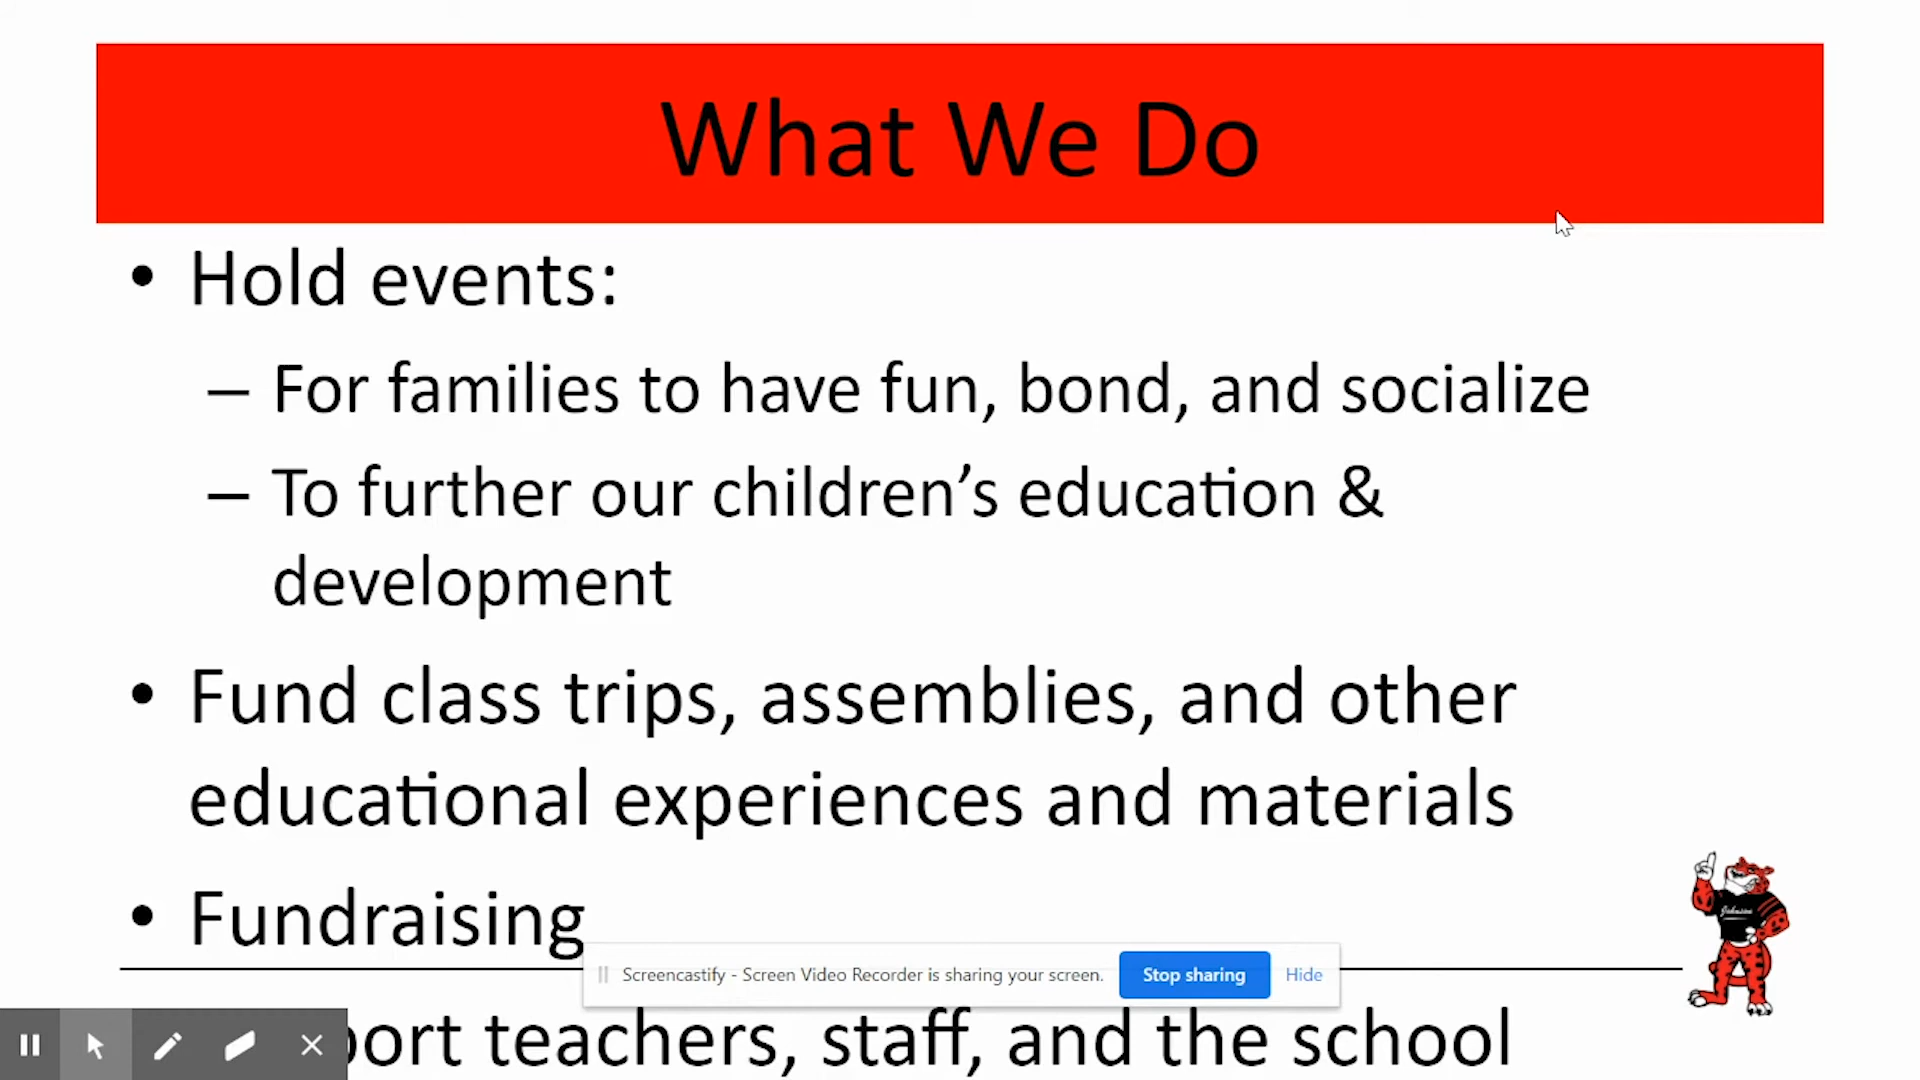 What We Do
• Hold events:
– For families to have fun, bond, and socialize
– To further our children’s education &
development
• Fund class trips, assemblies, and other
educational experiences and materials
• Fundraising
Screencastify - Screen Video Recorder is sharing your screen.
Stop sharing
Hide
port teachers, staff, and the school
Johnson